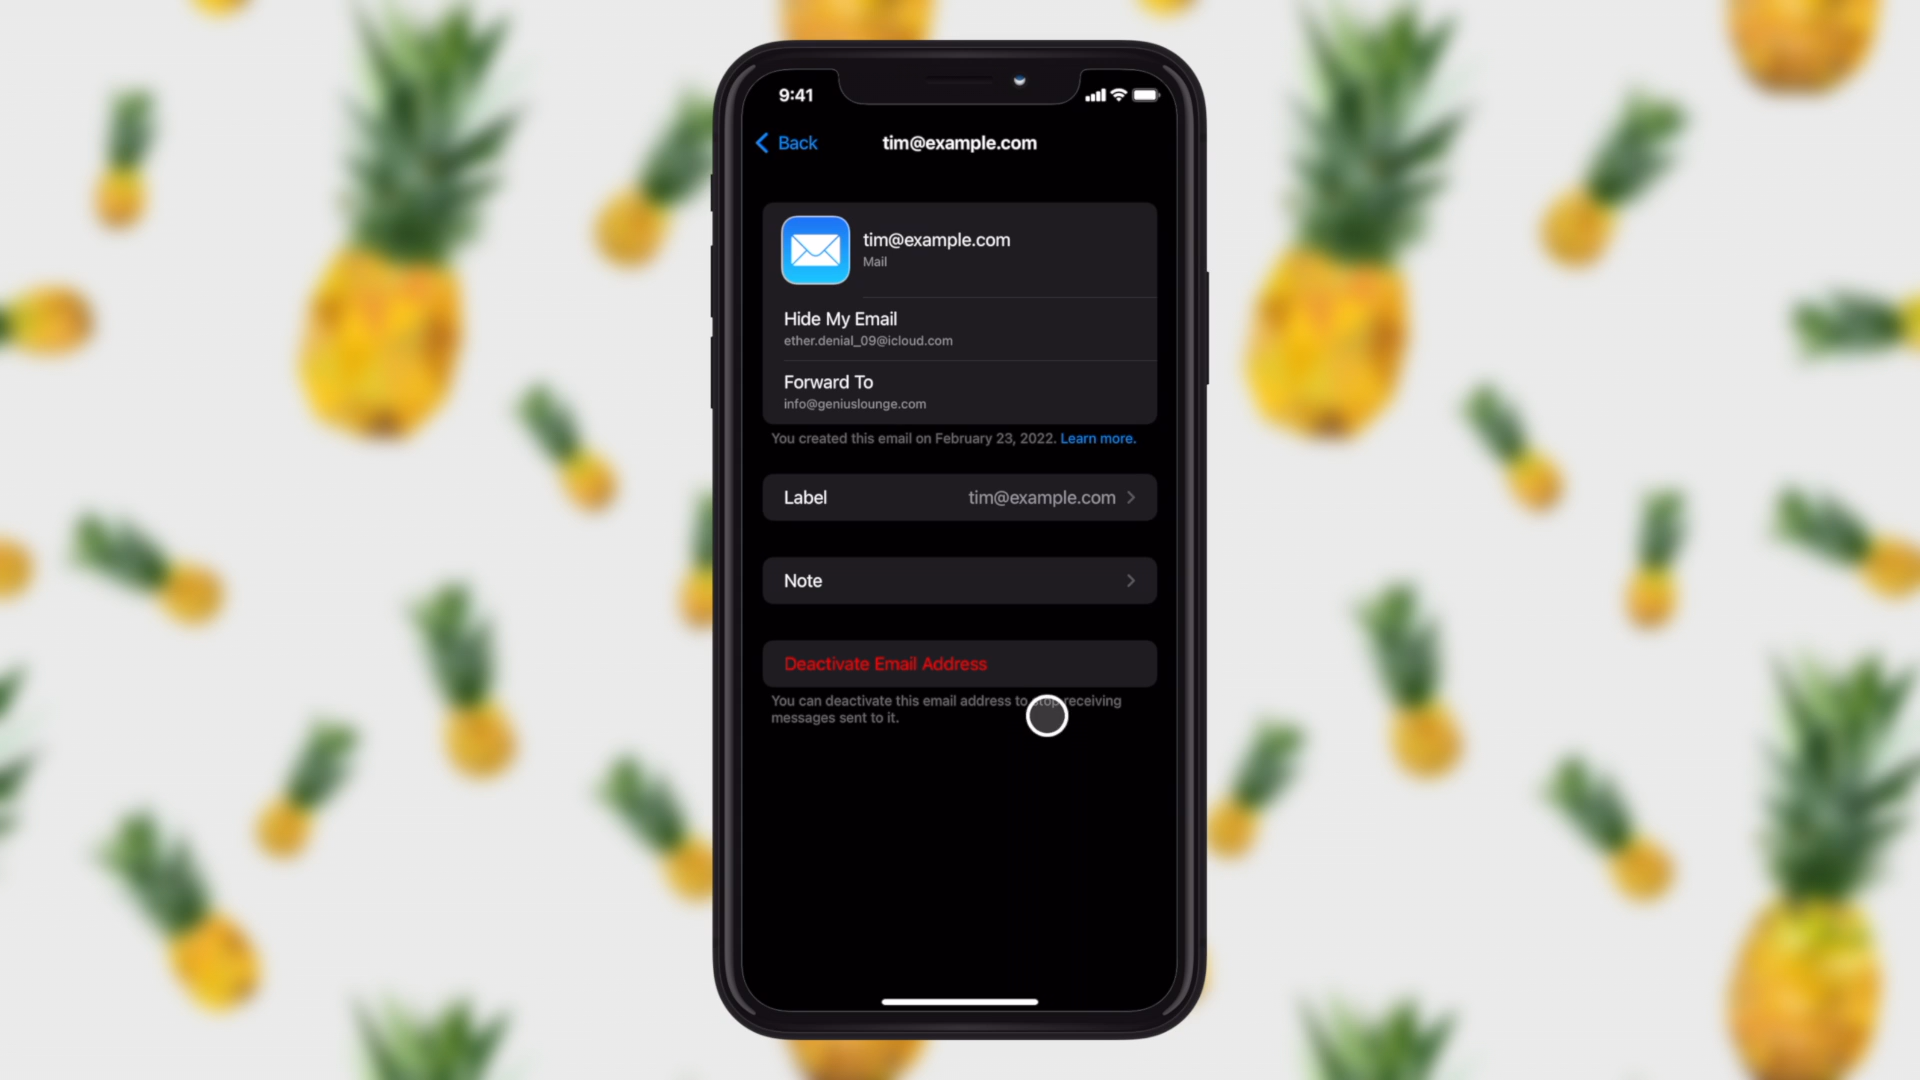 9:41
Back
tim@example.com
tim@example.com
Mail
Hide My Email
ether.denial_09@icloud.com
Forward To
info@geniuslounge.com
You created this email on February 23, 2022. Learn more.
Label tim@example.com
Note
Deactivate Email Address
You can deactivate this email address to stop receiving
messages sent to it.